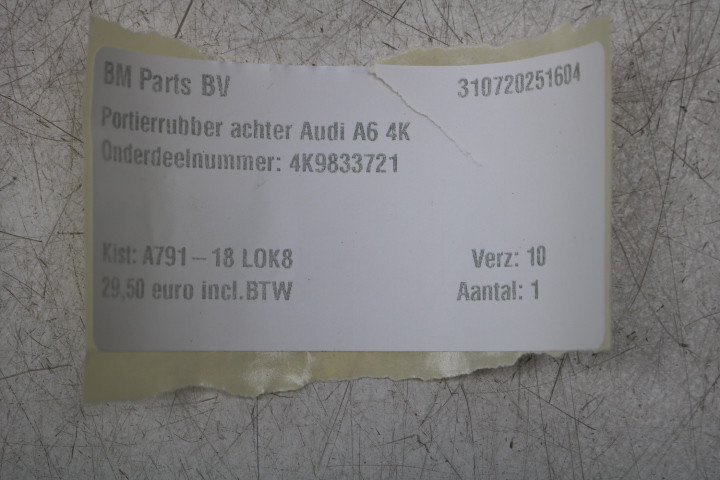 BM Parts BV 310720251604
Portierrubber achter Audi A6 4K
Onderdeelnummer: 4K9833721
Kist: A791 – 18 LOK8 Verz: 10
29,50 euro incl.BTW Aantal: 1